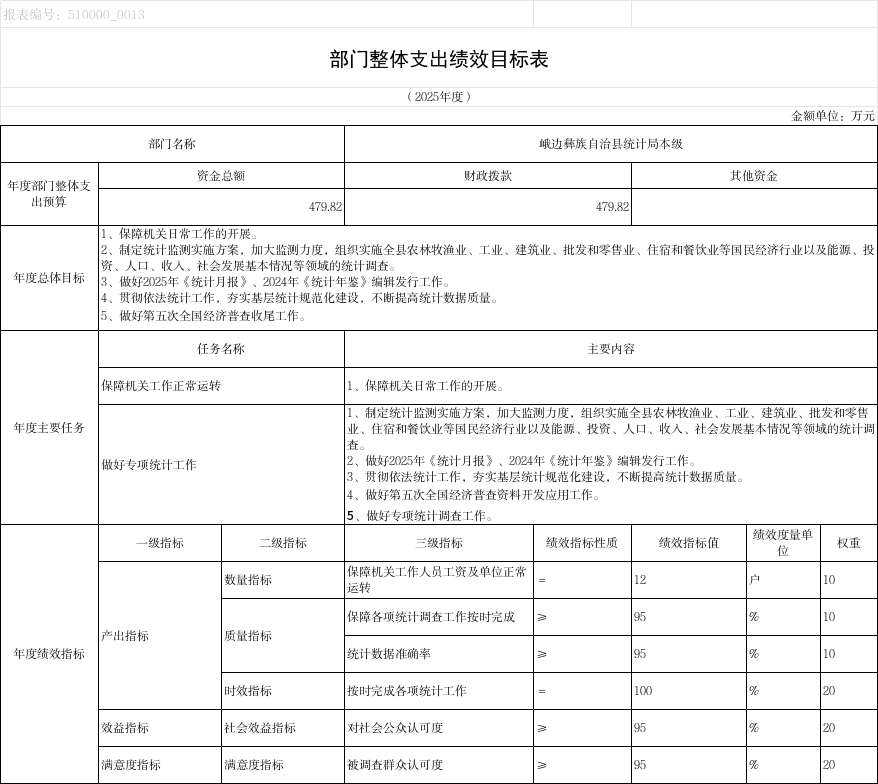 报表编号：510000_0013
部门整体支出绩效目标表
（2025年度）
金额单位：万元
部门名称
峨边彝族自治县统计局本级
年度部门整体支
出预算
资金总额
财政拨款
其他资金
479.82
479.82
年度总体目标
1、保障机关日常工作的开展。
2、制定统计监测实施方案，加大监测力度，组织实施全县农林牧渔业、工业、建筑业、批发和零售业、住宿和餐饮业等国民经济行业以及能源、投
资、人口、收入、社会发展基本情况等领域的统计调查。
3、做好2025年《统计月报》、2024年《统计年鉴》编辑发行工作。
4、贯彻依法统计工作，夯实基层统计规范化建设，不断提高统计数据质量。
5、做好第五次全国经济普查收尾工作。
年度主要任务
任务名称
主要内容
保障机关工作正常运转
1、保障机关日常工作的开展。
做好专项统计工作
1、制定统计监测实施方案，加大监测力度，组织实施全县农林牧渔业、工业、建筑业、批发和零售
业、住宿和餐饮业等国民经济行业以及能源、投资、人口、收入、社会发展基本情况等领域的统计调
查。
2、做好2025年《统计月报》、2024年《统计年鉴》编辑发行工作。
3、贯彻依法统计工作，夯实基层统计规范化建设，不断提高统计数据质量。
4、做好第五次全国经济普查资料开发应用工作。
5、做好专项统计调查工作。
年度绩效指标
一级指标
二级指标
三级指标
绩效指标性质
绩效指标值
绩效度量单
位
权重
产出指标
数量指标
保障机关工作人员工资及单位正常
运转
＝
12
户
10
质量指标
保障各项统计调查工作按时完成
≥
95
%
10
统计数据准确率
≥
95
%
10
时效指标
按时完成各项统计工作
＝
100
%
20
效益指标
社会效益指标
对社会公众认可度
≥
95
%
20
满意度指标
满意度指标
被调查群众认可度
≥
95
%
20